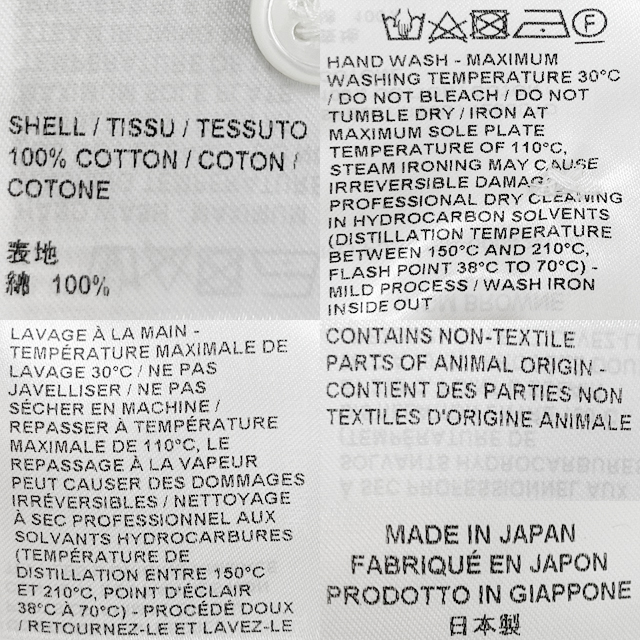 SHELL / TISSU / TESSUTO
100% COTTON / COTON /
COTONE
表地
綿 100%
HAND WASH - MAXIMUM
WASHING TEMPERATURE 30°C
/ DO NOT BLEACH / DO NOT
TUMBLE DRY / IRON AT
MAXIMUM SOLE PLATE
TEMPERATURE OF 110°C,
STEAM IRONING MAY CAUSE
IRREVERSIBLE DAMAGE
PROFESSIONAL DRY CLEANING
IN HYDROCARBON SOLVENTS
(DISTILLATION TEMPERATURE
BETWEEN 150°C AND 210°C,
FLASH POINT 38°C TO 70°C) -
MILD PROCESS / WASH IRON
INSIDE OUT
LAVAGE À LA MAIN -
TEMPÉRATURE MAXIMALE DE
LAVAGE 30°C / NE PAS
JAVELLISER / NE PAS
SÉCHER EN MACHINE /
REPASSER À TEMPÉRATURE
MAXIMALE DE 110°C, LE
REPASSAGE À LA VAPEUR
PEUT CAUSER DES DOMMAGES
IRRÉVERSIBLES / NETTOYAGE
À SEC PROFESSIONNEL AUX
SOLVANTS HYDROCARBURES
(TEMPÉRATURE DE
DISTILLATION ENTRE 150°C
ET 210°C, POINT D'ÉCLAIR
38°C À 70°C) - PROCÉDÉ DOUX
/ RETOURNEZ-LE ET LAVEZ-LE
CONTAINS NON-TEXTILE
PARTS OF ANIMAL ORIGIN-
CONTIENT DES PARTIES NON
TEXTILES D'ORIGINE ANIMALE
MADE IN JAPAN
FABRIQUÉ EN JAPON
PRODOTTO IN GIAPPONE
日本製